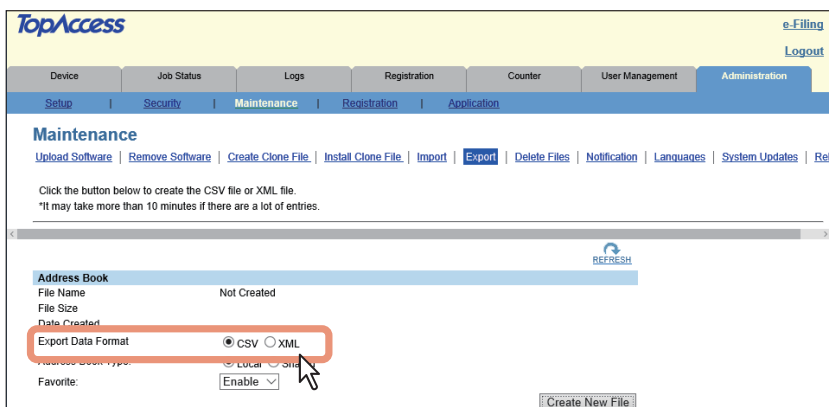 TopAccess
e-Filing
Logout
Device Job Status Logs Registration Counter User Management Administration
Setup | Security | Maintenance | Registration | Application
Maintenance
Upload Software | Remove Software | Create Clone File | Install Clone File | Import | Export | Delete Files | Notification | Languages | System Updates |
Click the button below to create the CSV file or XML file.
*It may take more than 10 minutes if there are a lot of entries.
REFRESH
Address Book
File Name Not Created
File Size
Date Created
Export Data Format CSV XML
Address Book Type: Local Shared
Favorite: Enable
Create New File